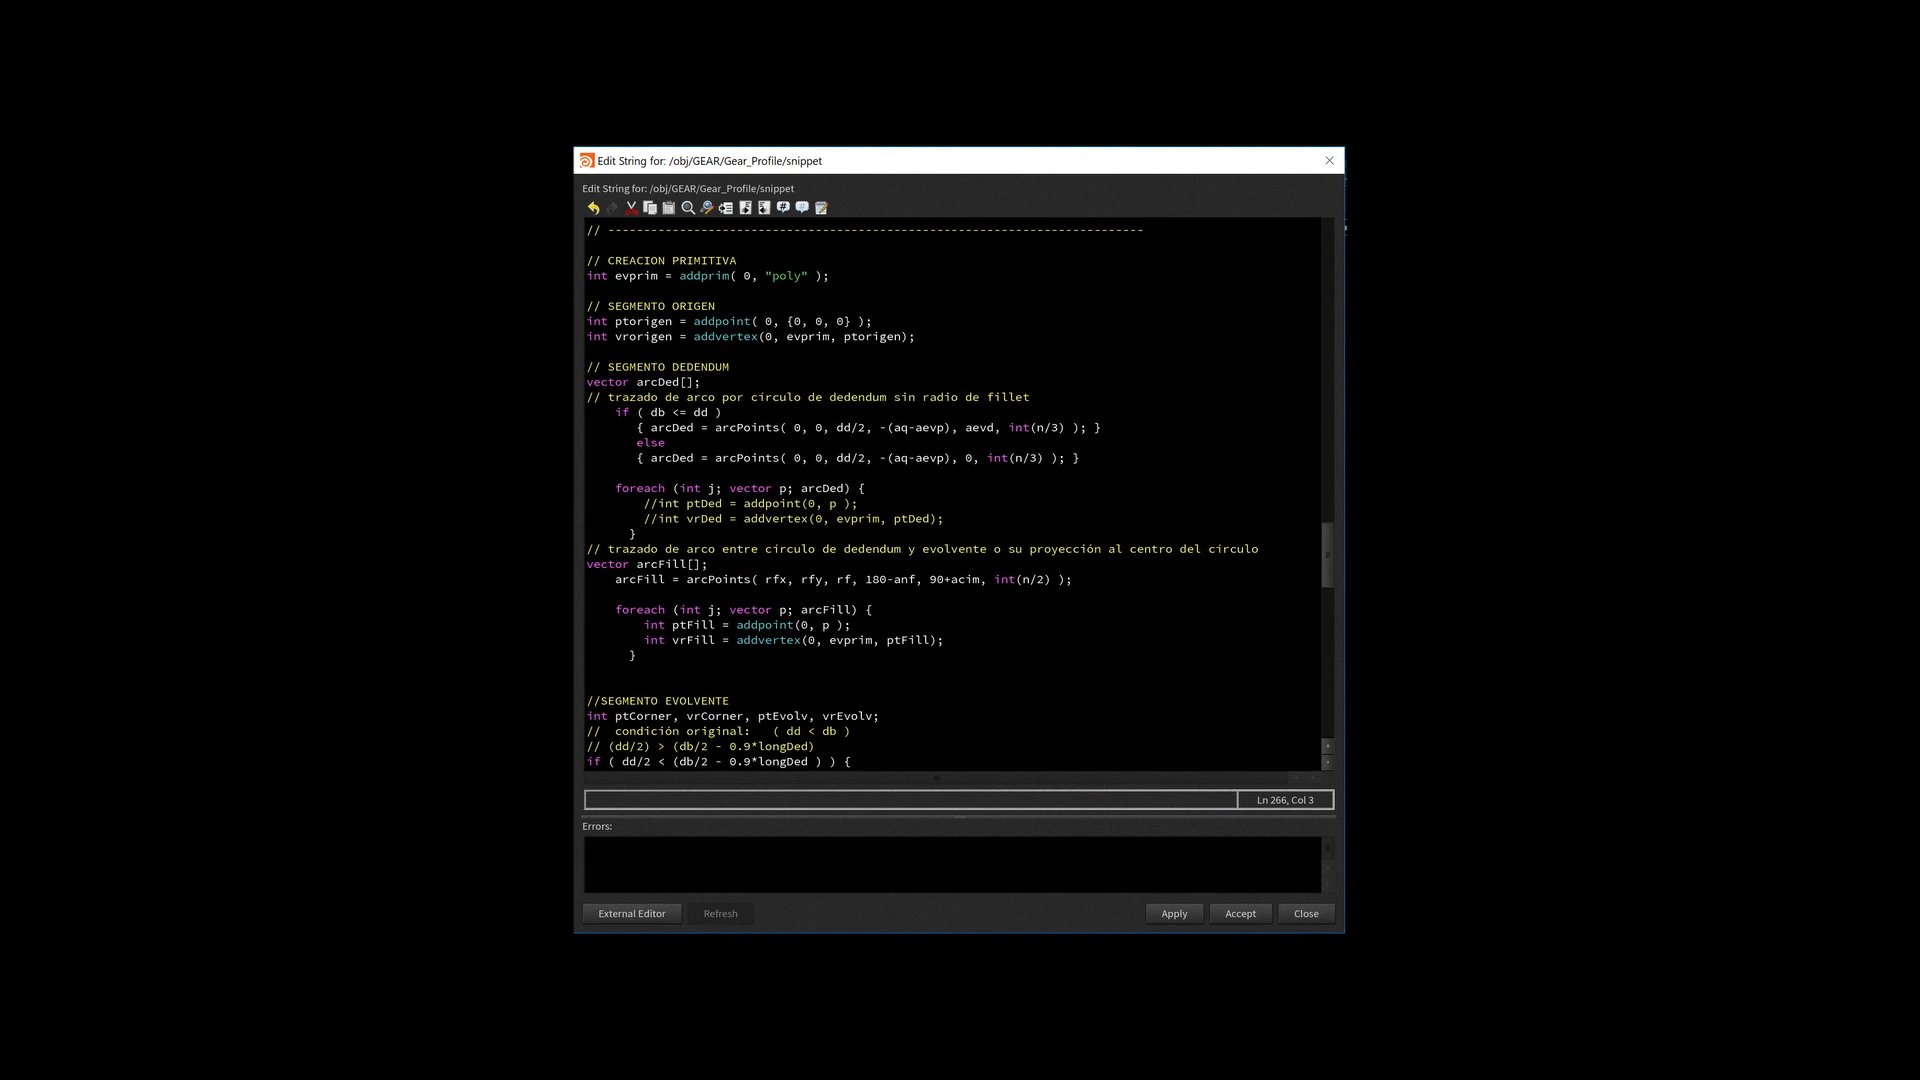 Edit String for: /obj/GEAR/Gear_Profile/snippet
Edit String for: /obj/GEAR/Gear_Profile/snippet
// ---------------------------------------------------------------------------
// CREACION PRIMITIVA
int evprim = addprim( 0, "poly" );
// SEGMENTO ORIGEN
int ptorigen = addpoint( 0, {0, 0, 0} );
int vrorigen = addvertex(0, evprim, ptorigen);
// SEGMENTO DEDENDUM
vector arcDed[];
// trazado de arco por círculo de dedendum sin radio de fillet
if ( db <= dd )
{ arcDed = arcPoints( 0, 0, dd/2, -(aq-aevp), aevd, int(n/3) ); }
else
{ arcDed = arcPoints( 0, 0, dd/2, -(aq-aevp), 0, int(n/3) ); }
foreach (int j; vector p; arcDed) {
//int ptDed = addpoint(0, p );
//int vrDed = addvertex(0, evprim, ptDed);
}
// trazado de arco entre círculo de dedendum y evolvente o su proyección al centro del círculo
vector arcFill[];
arcFill = arcPoints( rfx, rfy, rf, 180-anf, 90+acim, int(n/2) );
foreach (int j; vector p; arcFill) {
int ptFill = addpoint(0, p );
int vrFill = addvertex(0, evprim, ptFill);
}
//SEGMENTO EVOLVENTE
int ptCorner, vrCorner, ptEvolv, vrEvolv;
//  condición original:   ( dd < db )
// (dd/2) > (db/2 - 0.9*longDed)
if ( dd/2 < (db/2 - 0.9*longDed ) ) {
Ln 266, Col 3
Errors:
External Editor
Refresh
Apply
Accept
Close